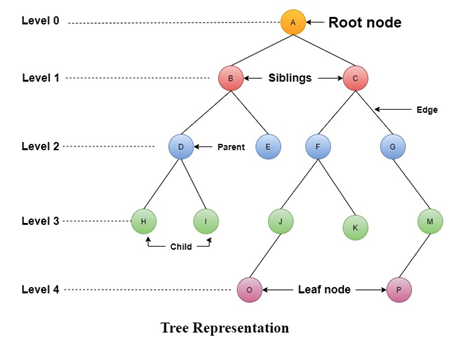 Level 0
A
Root node
Level 1
B
Siblings
C
Edge
Level 2
D
Parent
E
F
G
Level 3
H
I
J
K
M
Child
Level 4
O
Leaf node
P
Tree Representation